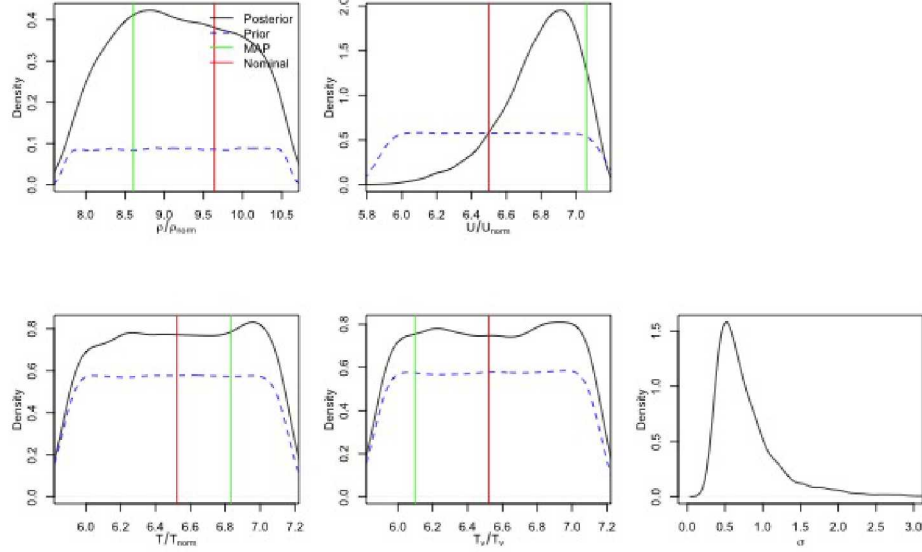 Density
0.0 0.1 0.2 0.3 0.4
8.0 8.5 9.0 9.5 10.0 10.5
ρ/ρnorm
Posterior
Prior
MAP
Nominal
Density
0.0 0.5 1.0 1.5 2.0
5.8 6.0 6.2 6.4 6.6 6.8 7.0
U/Unorm
Density
0.0 0.2 0.4 0.6 0.8
6.0 6.2 6.4 6.6 6.8 7.0 7.2
T/Tnorm
Density
0.0 0.2 0.4 0.6 0.8
6.0 6.2 6.4 6.6 6.8 7.0 7.2
Tv/Tv
Density
0.0 0.5 1.0 1.5
0.0 0.5 1.0 1.5 2.0 2.5 3.0
σ